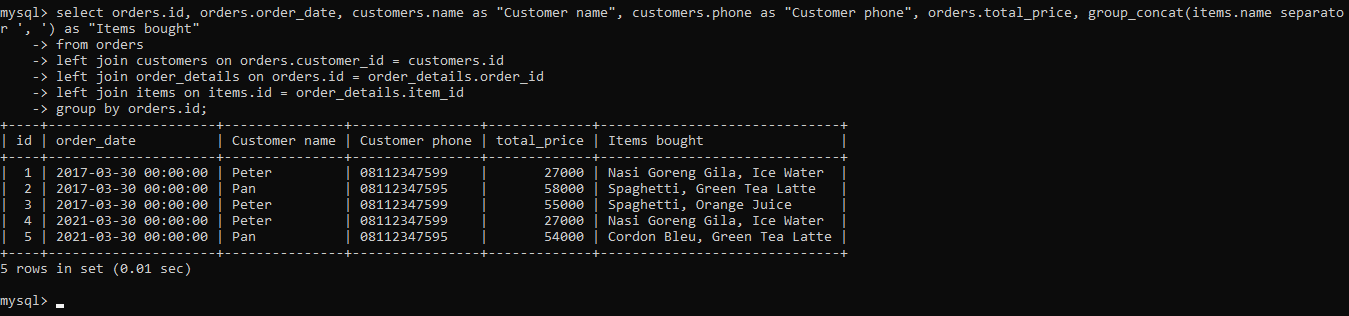 mysql> select orders.id, orders.order_date, customers.name as "Customer name", customers.phone as "Customer phone", orders.total_price, group_concat(items.name separato
r ', ') as "Items bought"
    -> from orders
    -> left join customers on orders.customer_id = customers.id
    -> left join order_details on orders.id = order_details.order_id
    -> left join items on items.id = order_details.item_id
    -> group by orders.id;
+----+---------------------+---------------+----------------+-------------+------------------------------+
| id | order_date          | Customer name | Customer phone | total_price | Items bought                 |
+----+---------------------+---------------+----------------+-------------+------------------------------+
|  1 | 2017-03-30 00:00:00 | Peter         | 08112347599    |       27000 | Nasi Goreng Gila, Ice Water  |
|  2 | 2017-03-30 00:00:00 | Pan           | 08112347595    |       58000 | Spaghetti, Green Tea Latte   |
|  3 | 2017-03-30 00:00:00 | Peter         | 08112347599    |       55000 | Spaghetti, Orange Juice      |
|  4 | 2021-03-30 00:00:00 | Peter         | 08112347599    |       27000 | Nasi Goreng Gila, Ice Water  |
|  5 | 2021-03-30 00:00:00 | Pan           | 08112347595    |       54000 | Cordon Bleu, Green Tea Latte |
+----+---------------------+---------------+----------------+-------------+------------------------------+
5 rows in set (0.01 sec)
mysql> _